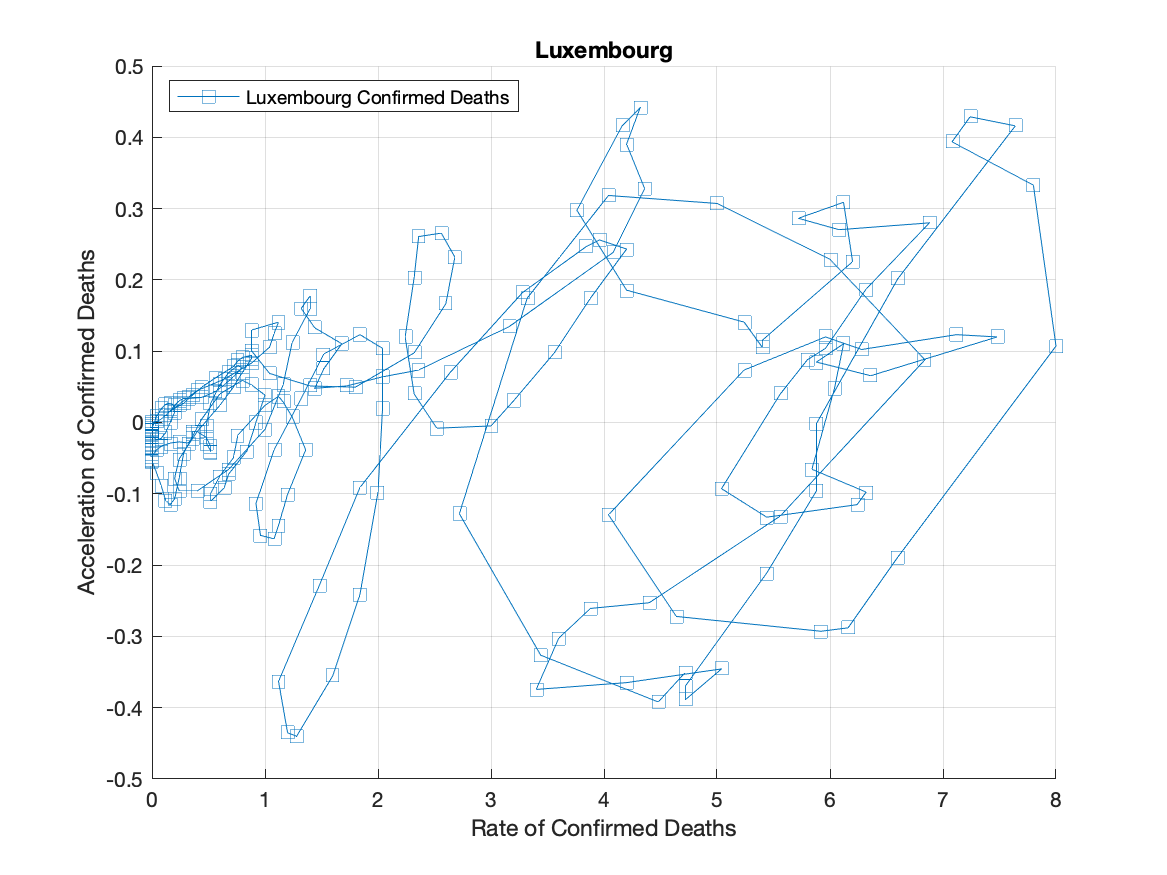 Luxembourg
Luxembourg Confirmed Deaths
0.5
0.4
0.3
0.2
0.1
0
-0.1
-0.2
-0.3
-0.4
-0.5
Acceleration of Confirmed Deaths
0 1 2 3 4 5 6 7 8
Rate of Confirmed Deaths